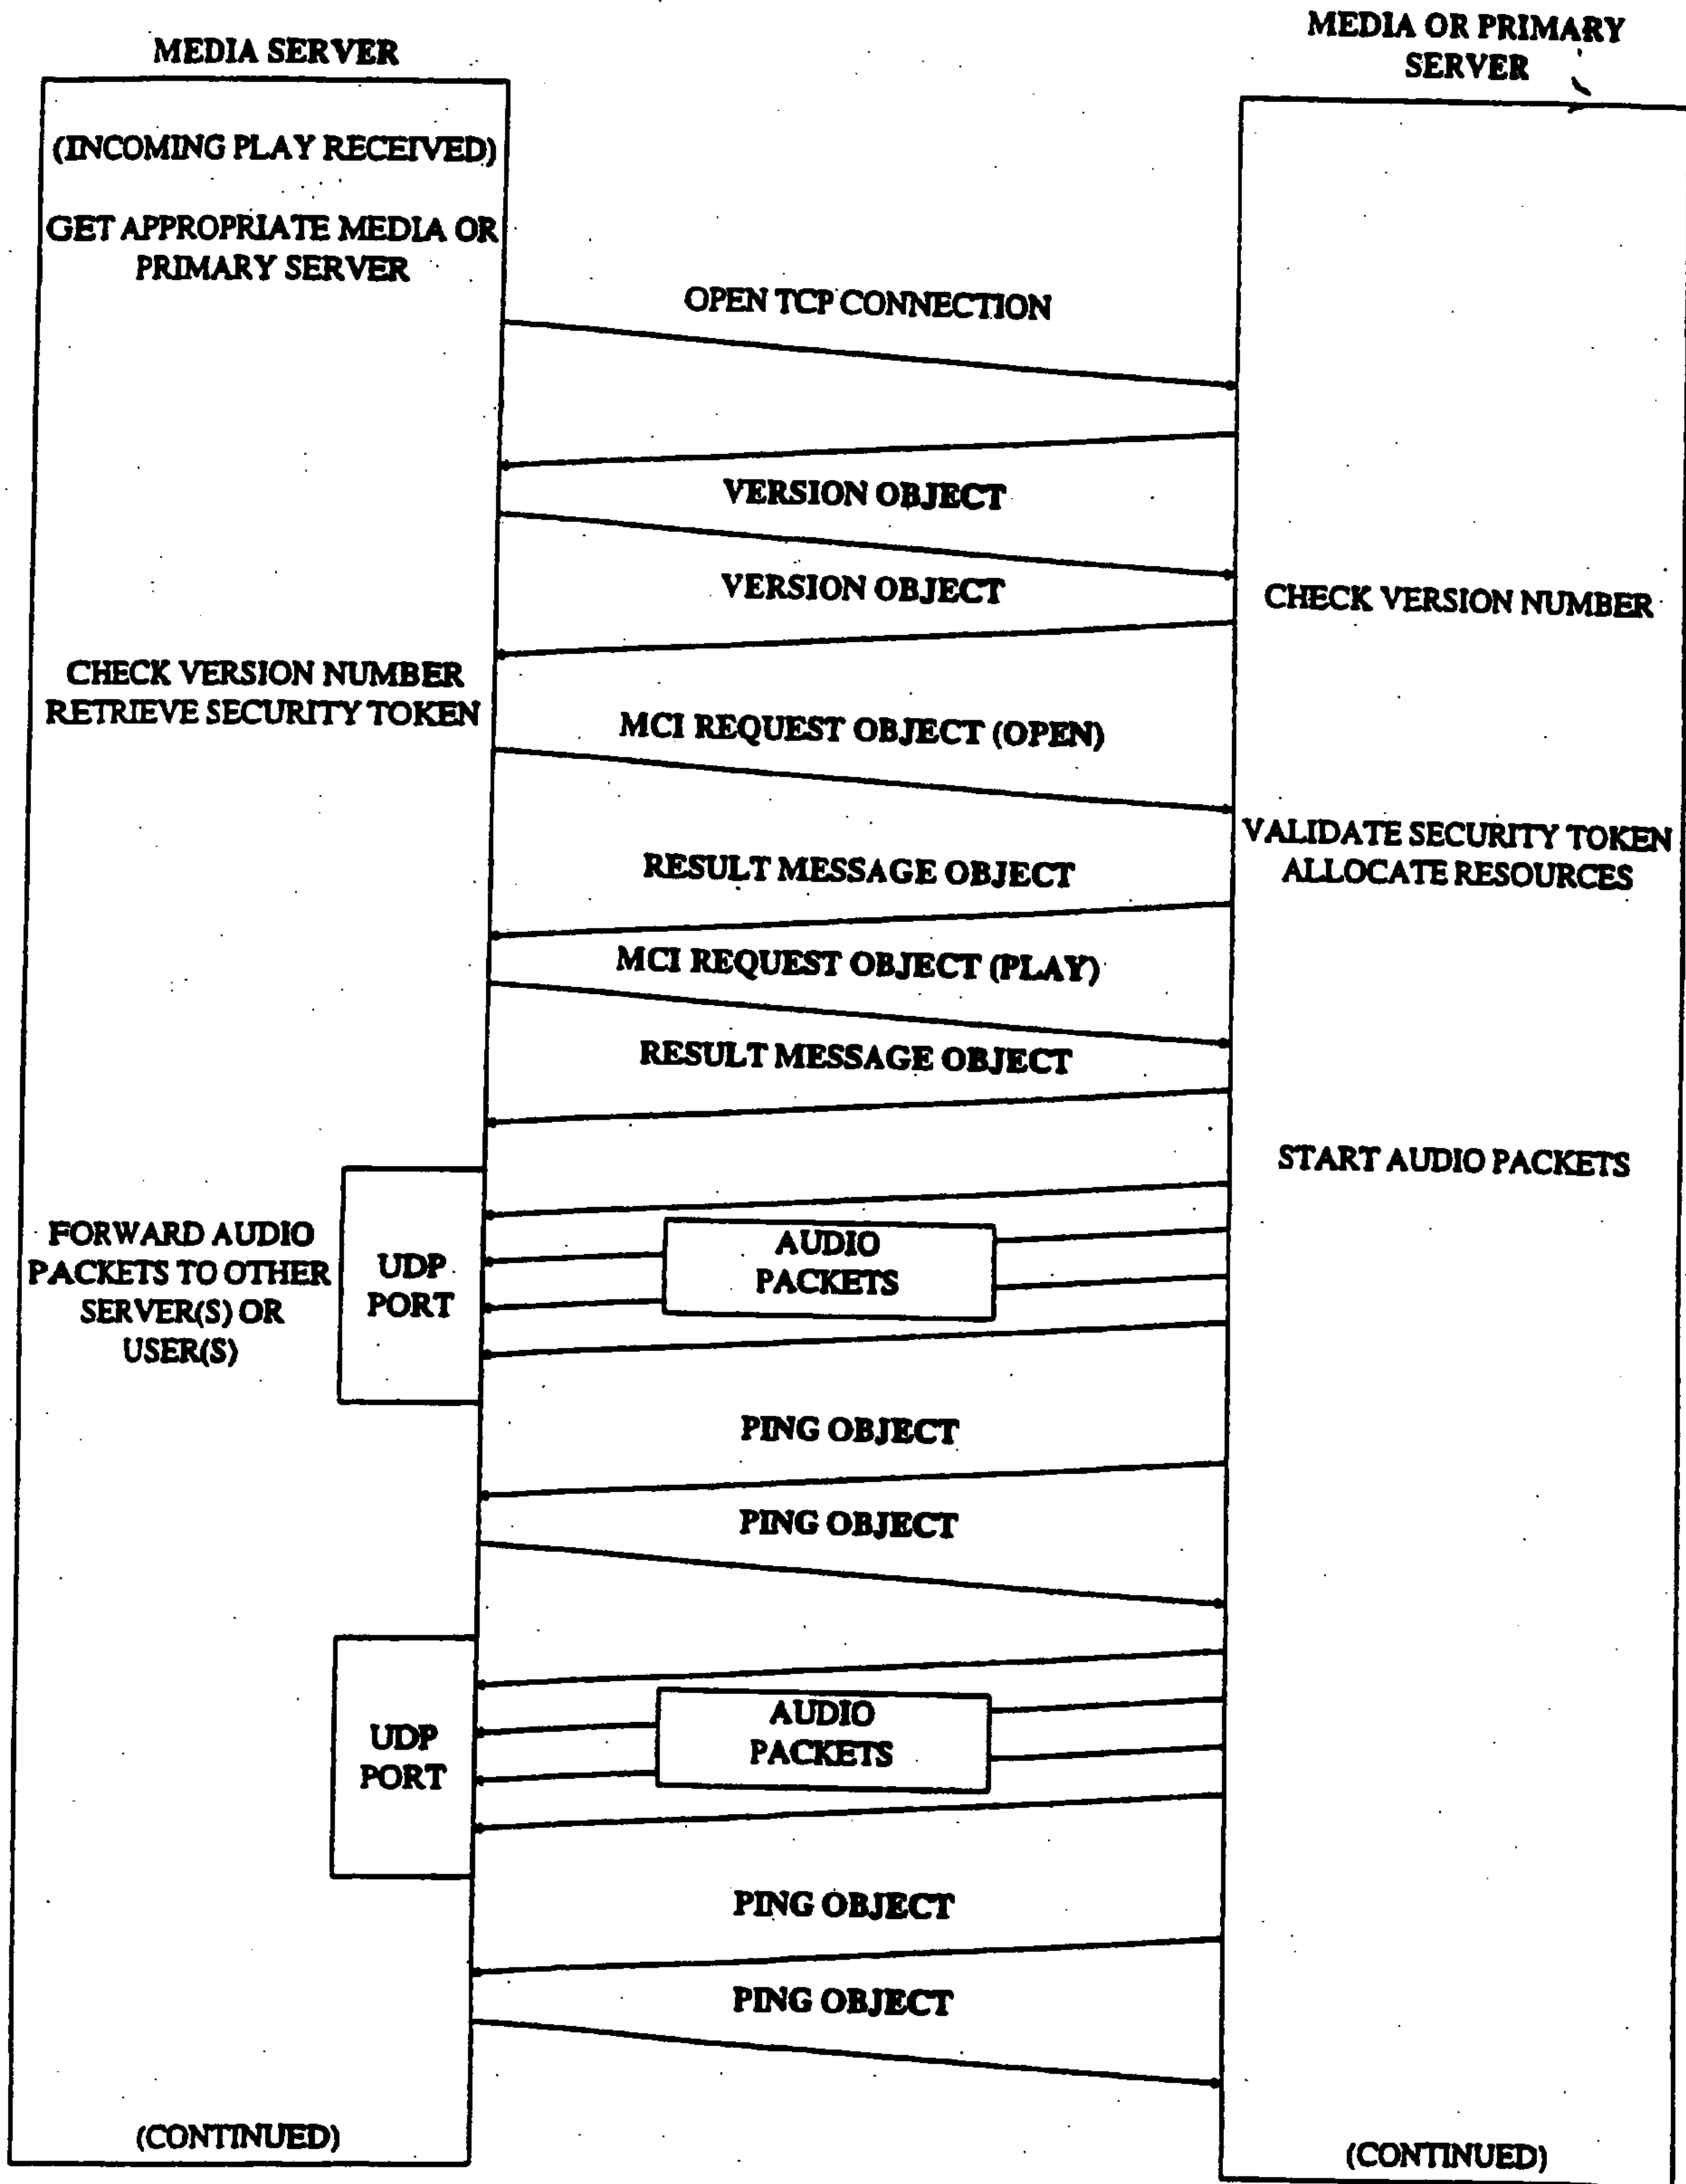 MEDIA SERVER
MEDIA OR PRIMARY
SERVER
(INCOMING PLAY RECEIVED)
GET APPROPRIATE MEDIA OR
PRIMARY SERVER
OPEN TCP CONNECTION
VERSION OBJECT
VERSION OBJECT
CHECK VERSION NUMBER
CHECK VERSION NUMBER
RETRIEVE SECURITY TOKEN
MCI REQUEST OBJECT (OPEN)
VALIDATE SECURITY TOKEN
ALLOCATE RESOURCES
RESULT MESSAGE OBJECT
MCI REQUEST OBJECT (PLAY)
RESULT MESSAGE OBJECT
START AUDIO PACKETS
FORWARD AUDIO
PACKETS TO OTHER
SERVER(S) OR
USER(S)
UDP
PORT
AUDIO
PACKETS
PING OBJECT
PING OBJECT
UDP
PORT
AUDIO
PACKETS
PING OBJECT
PING OBJECT
(CONTINUED)
(CONTINUED)